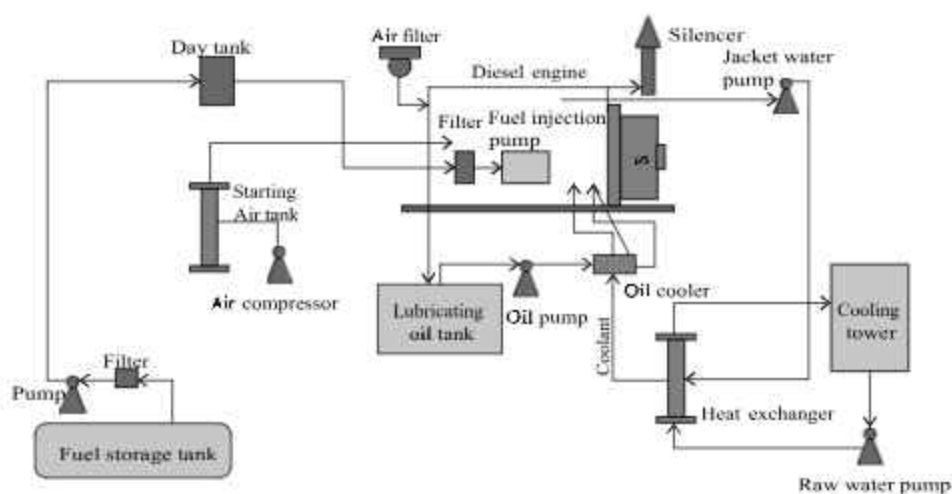 Air filter
Silencer
Day tank
Diesel engine
Jacket water
pump
Filter
Fuel injection
pump
S
Starting
Air tank
Air compressor
Lubricating
oil tank
Oil pump
Oil cooler
Coolant
Cooling
tower
Filter
Pump
Heat exchanger
Fuel storage tank
Raw water pump